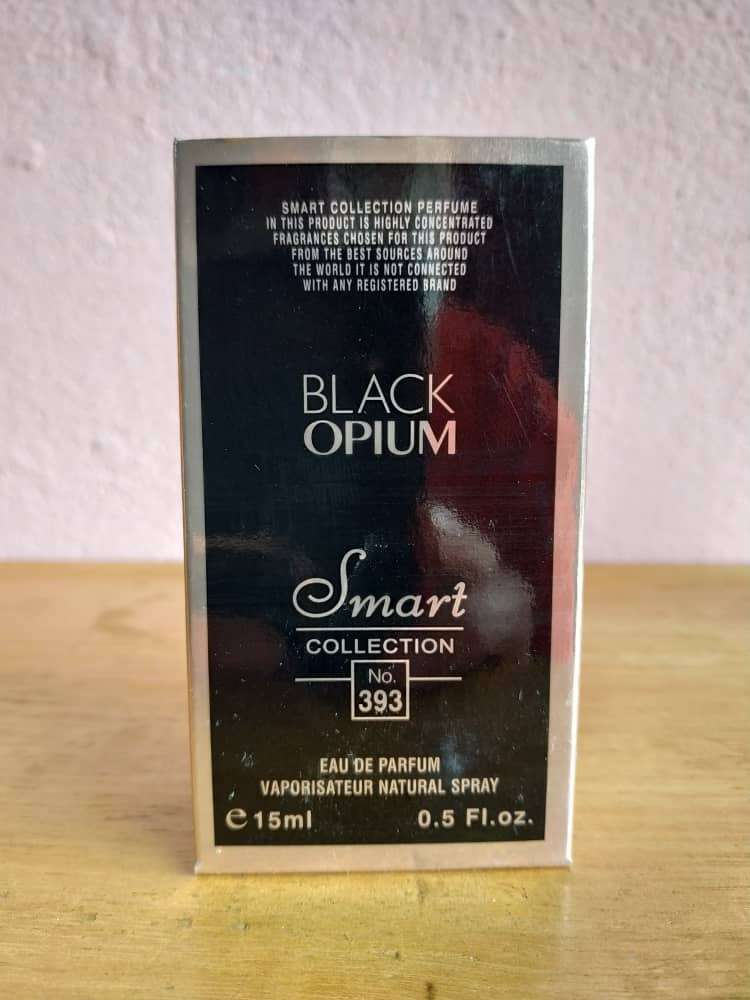 SMART COLLECTION PERFUME
IN THIS PRODUCT IS HIGHLY CONCENTRATED
FRAGRANCES CHOSEN FOR THIS PRODUCT
FROM THE BEST SOURCES AROUND
THE WORLD IT IS NOT CONNECTED
WITH ANY REGISTERED BRAND
BLACK
OPIUM
Smart
COLLECTION
No.
393
EAU DE PARFUM
VAPORISATEUR NATURAL SPRAY
℮ 15ml 0.5 Fl.oz.